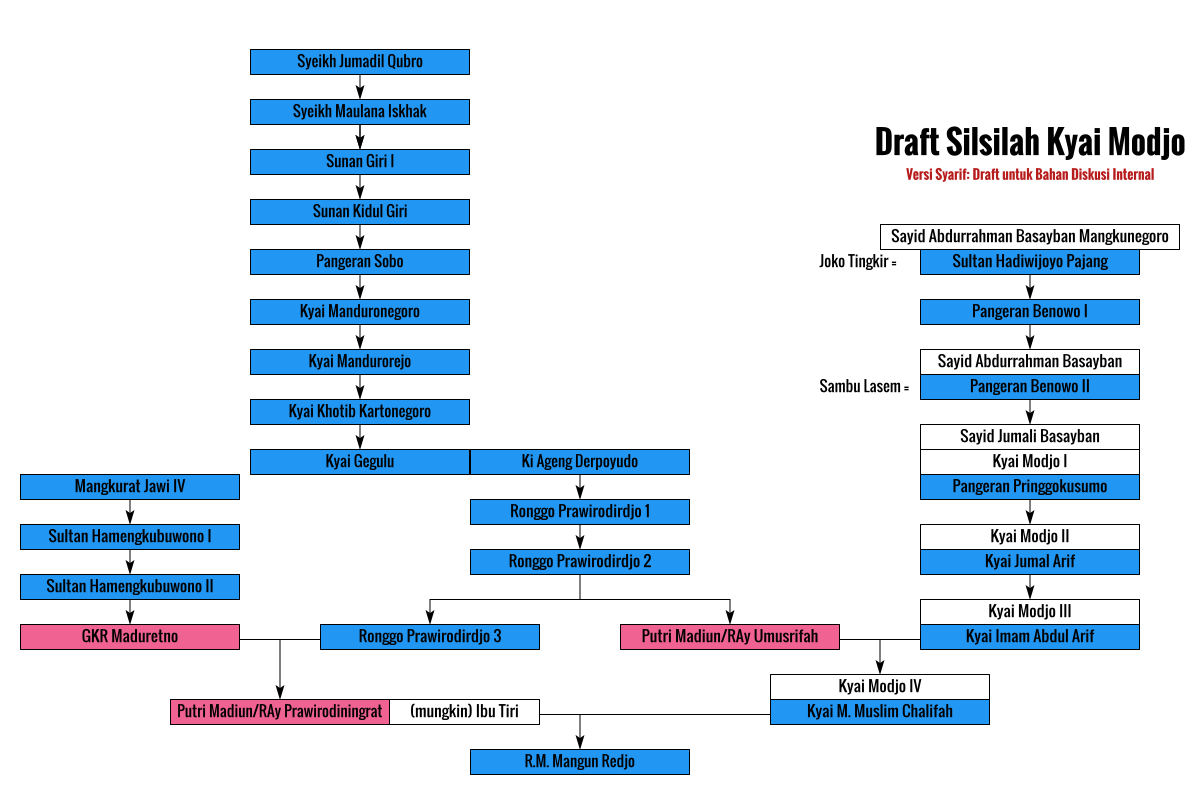 Syeikh Jumadil Qubro
Syeikh Maulana Iskhak
Sunan Giri I
Sunan Kidul Giri
Pangeran Sobo
Kyai Manduronegoro
Kyai Mandurorejo
Kyai Khotib Kartonegoro
Kyai Gegulu
Ki Ageng Derpoyudo
Ronggo Prawirodirdjo 1
Ronggo Prawirodirdjo 2
Mangkurat Jawi IV
Sultan Hamengkubuwono I
Sultan Hamengkubuwono II
GKR Maduretno
Ronggo Prawirodirdjo 3
Putri Madiun/RAy Umusrifah
Draft Silsilah Kyai Modjo
Versi Syarif: Draft untuk Bahan Diskusi Internal
Sayid Abdurrahman Basayban Mangkunegoro
Joko Tingkir =
Sultan Hadiwijoyo Pajang
Pangeran Benowo I
Sayid Abdurrahman Basayban
Sambu Lasem =
Pangeran Benowo II
Sayid Jumali Basayban
Kyai Modjo I
Pangeran Pringgokusumo
Kyai Modjo II
Kyai Jumal Arif
Kyai Modjo III
Kyai Imam Abdul Arif
Kyai Modjo IV
Kyai M. Muslim Chalifah
Putri Madiun/RAy Prawirodiningrat
(mungkin) Ibu Tiri
R.M. Mangun Redjo